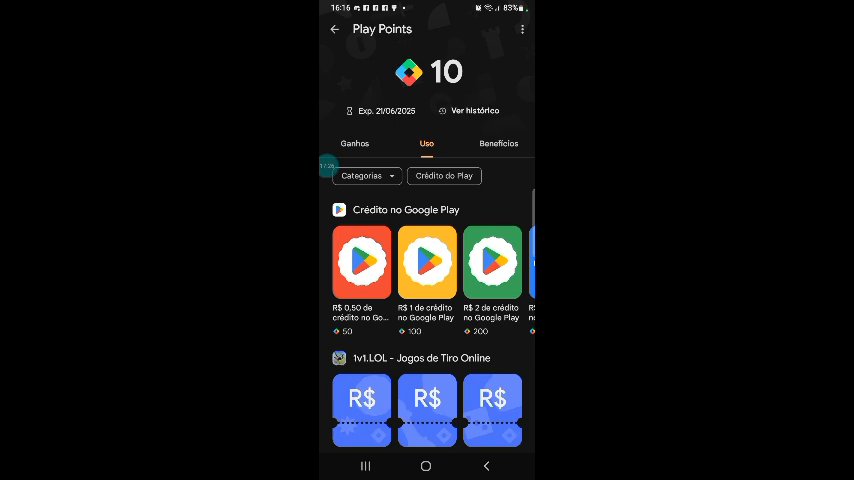 16:16
83%
Play Points
10
Exp. 21/06/2025
Ver histórico
Ganhos
Uso
Benefícios
17:26
Categorias
Crédito do Play
Crédito no Google Play
R$ 0,50 de
crédito no Go...
50
R$ 1 de crédito
no Google Play
100
R$ 2 de crédito
no Google Play
200
1v1.LOL - Jogos de Tiro Online
R$
R$
R$